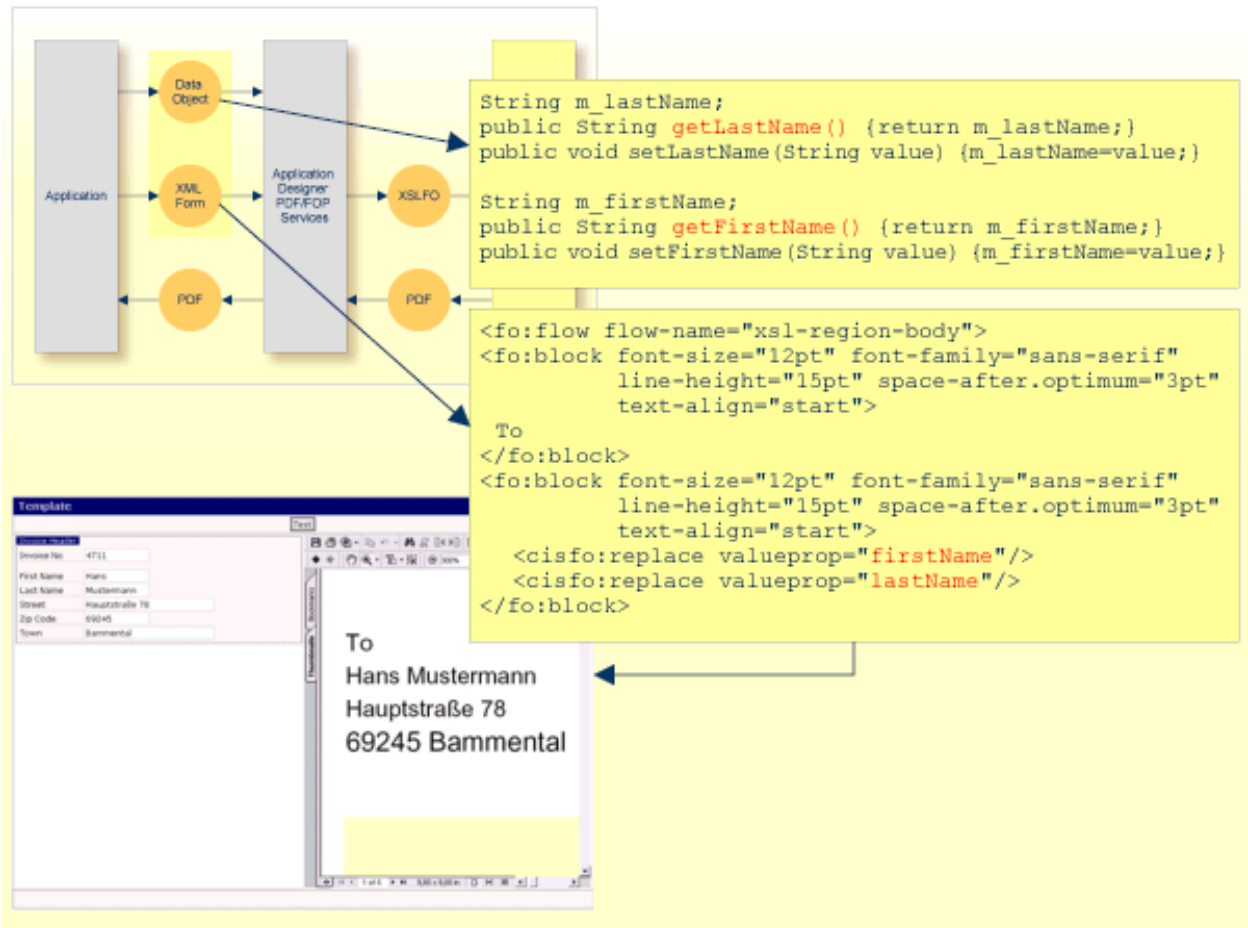 Data
Object
Application
XML
Form
Application
Designer
PDF/FOP
Services
XSLFO
PDF
PDF
String m_lastName;
public String getLastName() {return m_lastName;}
public void setLastName(String value) {m_lastName=value;}
String m_firstName;
public String getFirstName() {return m_firstName;}
public void setFirstName(String value) {m_firstName=value;}
<fo:flow flow-name="xsl-region-body">
<fo:block font-size="12pt" font-family="sans-serif"
line-height="15pt" space-after.optimum="3pt"
text-align="start">
To
</fo:block>
<fo:block font-size="12pt" font-family="sans-serif"
line-height="15pt" space-after.optimum="3pt"
text-align="start">
<cisfo:replace valueprop="firstName"/>
<cisfo:replace valueprop="lastName"/>
</fo:block>
Template
Test
Invoice Header
Invoice No 4711
First Name Hans
Last Name Mustermann
Street Hauptstraße 78
Zip Code 69245
Town Bammental
Thumbnails
To
Hans Mustermann
Hauptstraße 78
69245 Bammental
1 of 1